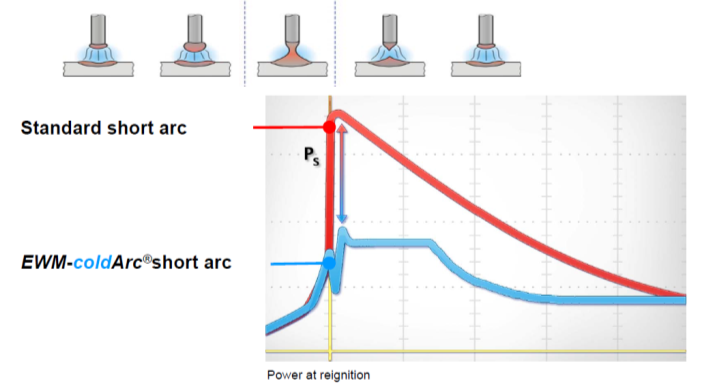 Standard short arc
Ps
EWM-coldArc®short arc
Power at reignition